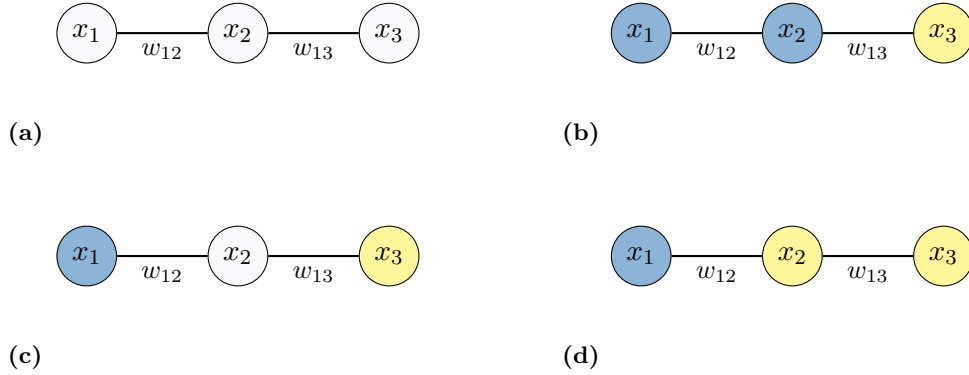 x₁ x₂ x₃ x₁ x₂ x₃
w₁₂ w₁₃ w₁₂ w₁₃
(a) (b)
x₁ x₂ x₃ x₁ x₂ x₃
w₁₂ w₁₃ w₁₂ w₁₃
(c) (d)